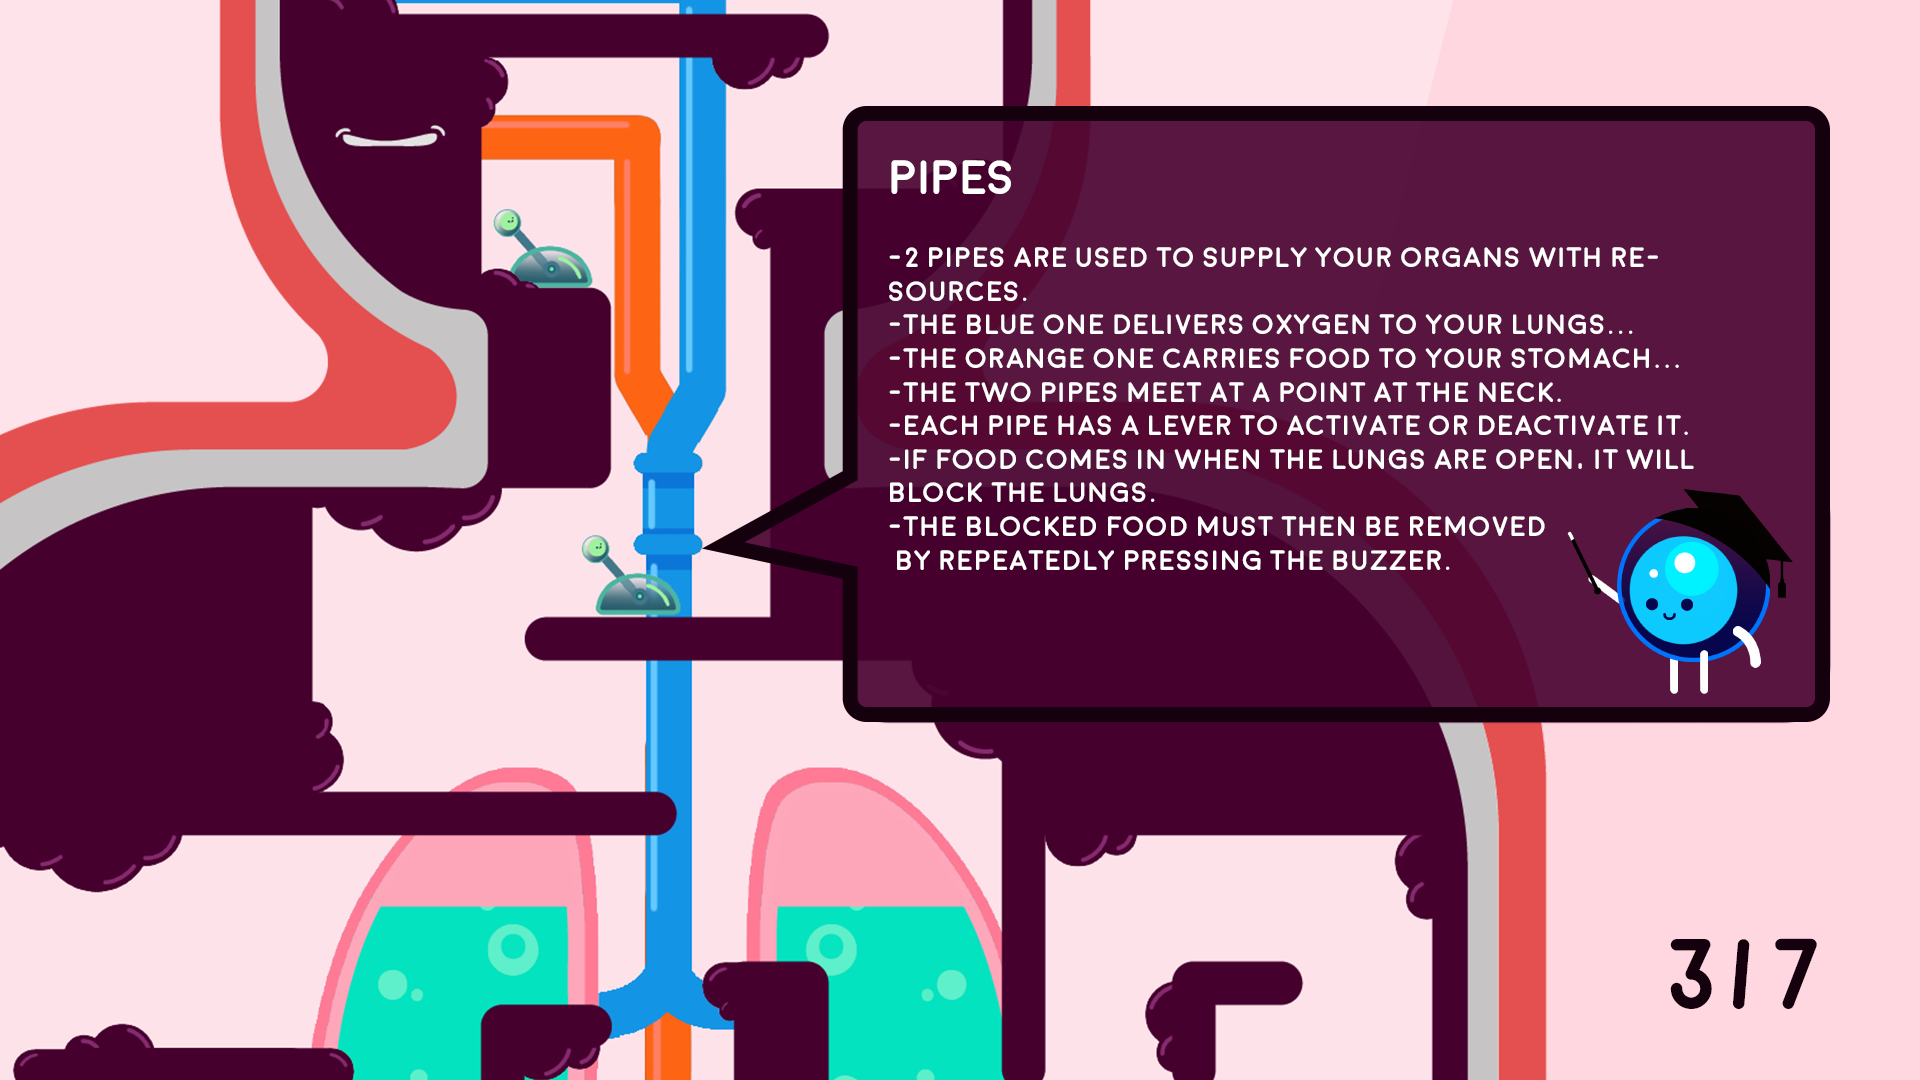 PIPES
-2 PIPES ARE USED TO SUPPLY YOUR ORGANS WITH RE-
SOURCES.
-THE BLUE ONE DELIVERS OXYGEN TO YOUR LUNGS...
-THE ORANGE ONE CARRIES FOOD TO YOUR STOMACH...
-THE TWO PIPES MEET AT A POINT AT THE NECK.
-EACH PIPE HAS A LEVER TO ACTIVATE OR DEACTIVATE IT.
-IF FOOD COMES IN WHEN THE LUNGS ARE OPEN. IT WILL
BLOCK THE LUNGS.
-THE BLOCKED FOOD MUST THEN BE REMOVED
BY REPEATEDLY PRESSING THE BUZZER.
3/7